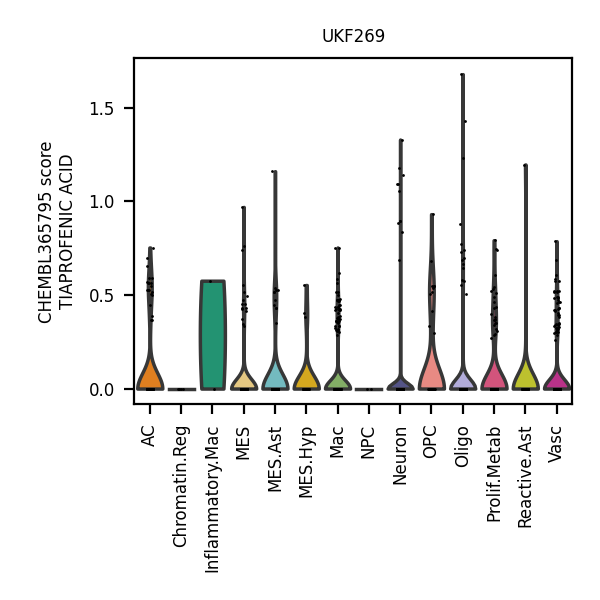 UKF269
CHEMBL365795 score
TIAPROFENIC ACID
1.5
1.0
0.5
0.0
AC
Chromatin.Reg
Inflammatory.Mac
MES
MES.Ast
MES.Hyp
Mac
NPC
Neuron
OPC
Oligo
Prolif.Metab
Reactive.Ast
Vasc